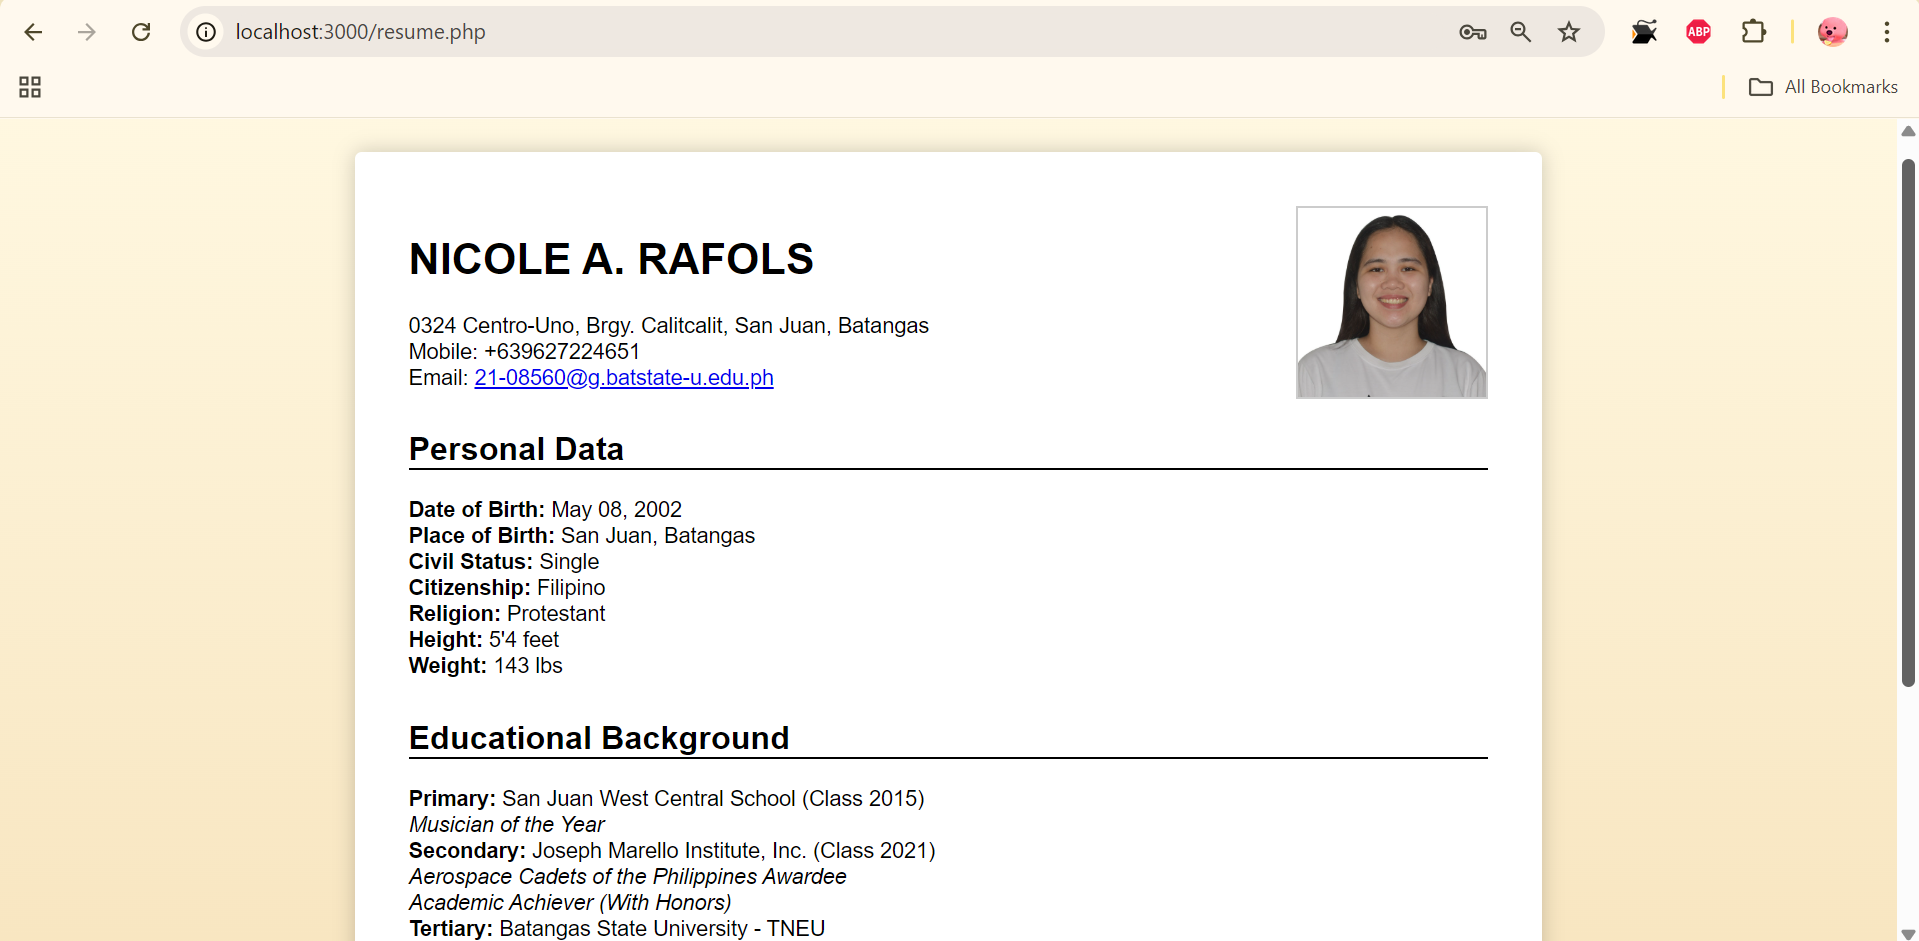 localhost:3000/resume.php
ABP
All Bookmarks
NICOLE A. RAFOLS
0324 Centro-Uno, Brgy. Calitcalit, San Juan, Batangas
Mobile: +639627224651
Email: 21-08560@g.batstate-u.edu.ph
Personal Data
Date of Birth: May 08, 2002
Place of Birth: San Juan, Batangas
Civil Status: Single
Citizenship: Filipino
Religion: Protestant
Height: 5'4 feet
Weight: 143 lbs
Educational Background
Primary: San Juan West Central School (Class 2015)
Musician of the Year
Secondary: Joseph Marello Institute, Inc. (Class 2021)
Aerospace Cadets of the Philippines Awardee
Academic Achiever (With Honors)
Tertiary: Batangas State University - TNEU